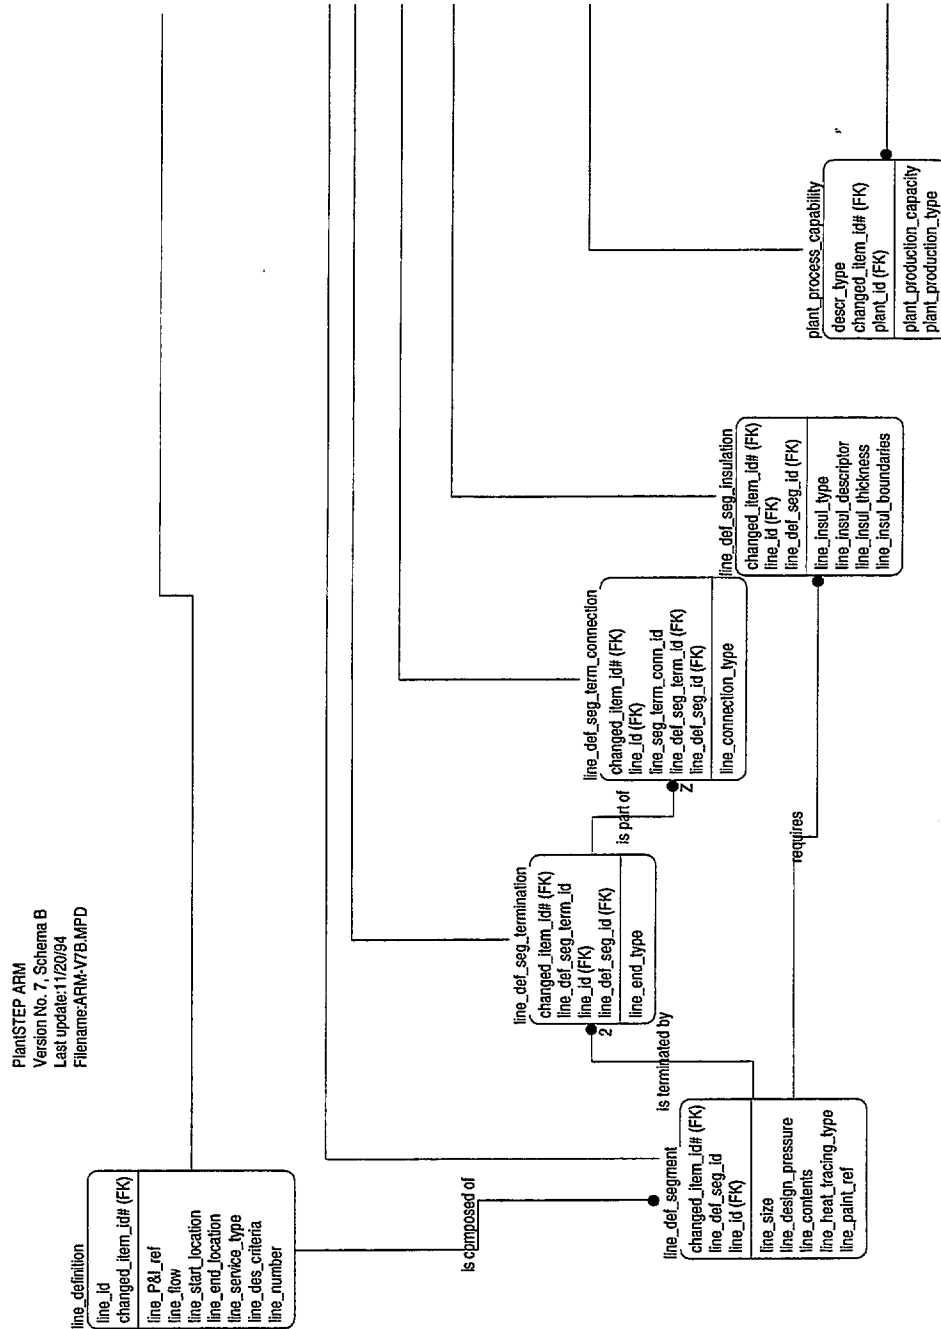 PlantSTEP ARM
Version No. 7, Schema B
Last update:11/20/94
Filename:ARM-V7B.MPD
line_definition
line_id
changed_item_id# (FK)
line_P&I_ref
line_flow
line_start_location
line_end_location
line_service_type
line_des_criteria
line_number
is composed of
line_def_segment
changed_item_id# (FK)
line_def_seg_id
line_id (FK)
line_size
line_design_pressure
line_contents
line_heat_tracing_type
line_paint_ref
is terminated by
2
line_def_seg_termination
changed_item_id# (FK)
line_def_seg_term_id
line_id (FK)
line_def_seg_id (FK)
line_end_type
is part of
Z
line_def_seg_term_connection
changed_item_id# (FK)
line_id (FK)
line_seg_term_conn_id
line_def_seg_term_id (FK)
line_def_seg_id (FK)
line_connection_type
requires
line_def_seg_insulation
changed_item_id# (FK)
line_id (FK)
line_def_seg_id (FK)
line_insul_type
line_insul_descriptor
line_insul_thickness
line_insul_boundaries
plant_process_capability
descr_type
changed_item_id# (FK)
plant_id (FK)
plant_production_capacity
plant_production_type